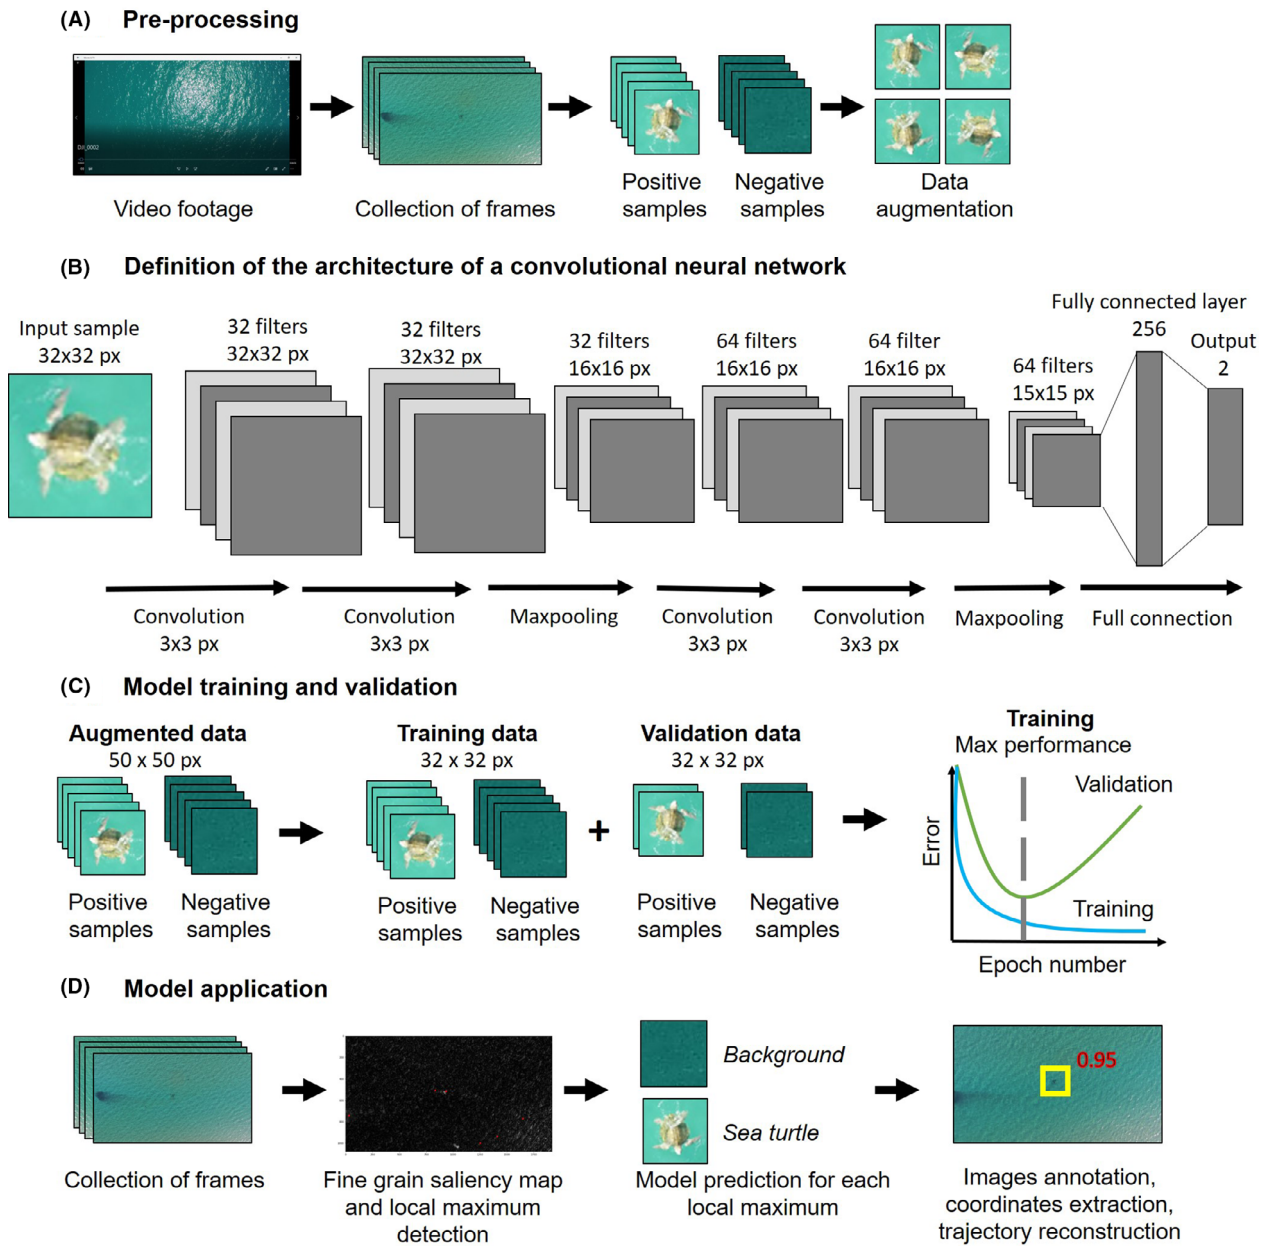 (A) Pre-processing
DJI_0002
Video footage
Collection of frames
Positive
samples
Negative
samples
Data
augmentation
(B) Definition of the architecture of a convolutional neural network
Input sample
32x32 px
32 filters
32x32 px
32 filters
32x32 px
32 filters
16x16 px
64 filters
16x16 px
64 filter
16x16 px
64 filters
15x15 px
Fully connected layer
256
Output
2
Convolution
3x3 px
Convolution
3x3 px
Maxpooling
Convolution
3x3 px
Convolution
3x3 px
Maxpooling
Full connection
(C) Model training and validation
Augmented data
50 x 50 px
Positive
samples
Negative
samples
Training data
32 x 32 px
Positive
samples
Negative
samples
+
Validation data
32 x 32 px
Positive
samples
Negative
samples
Training
Max performance
Validation
Error
Training
Epoch number
(D) Model application
Collection of frames
Fine grain saliency map
and local maximum
detection
Background
Sea turtle
Model prediction for each
local maximum
0.95
Images annotation,
coordinates extraction,
trajectory reconstruction